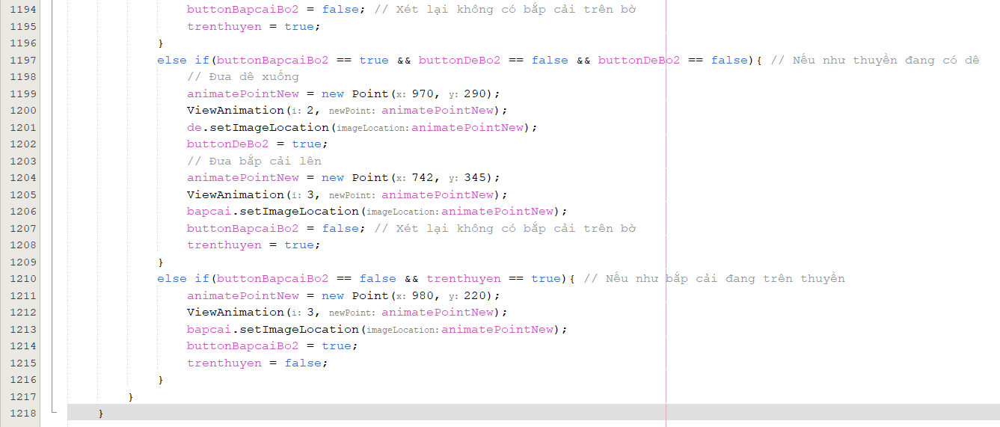 1194 buttonBapcaiBo2 = false; // Xét lại không có bắp cải trên bờ
1195 trenthuyen = true;
1196 }
1197 else if(buttonBapcaiBo2 == true && buttonDeBo2 == false && buttonDeBo2 == false){ // Nếu như thuyền đang có dê
1198 // Đưa dê xuống
1199 animatePointNew = new Point(x: 970, y: 290);
1200 ViewAnimation(i: 2, newPoint: animatePointNew);
1201 de.setImageLocation(imageLocation: animatePointNew);
1202 buttonDeBo2 = true;
1203 // Đưa bắp cải lên
1204 animatePointNew = new Point(x: 742, y: 345);
1205 ViewAnimation(i: 3, newPoint: animatePointNew);
1206 bapcai.setImageLocation(imageLocation: animatePointNew);
1207 buttonBapcaiBo2 = false; // Xét lại không có bắp cải trên bờ
1208 trenthuyen = true;
1209 }
1210 else if(buttonBapcaiBo2 == false && trenthuyen == true){ // Nếu như bắp cải đang trên thuyền
1211 animatePointNew = new Point(x: 980, y: 220);
1212 ViewAnimation(i: 3, newPoint: animatePointNew);
1213 bapcai.setImageLocation(imageLocation: animatePointNew);
1214 buttonBapcaiBo2 = true;
1215 trenthuyen = false;
1216 }
1217 }
1218 }